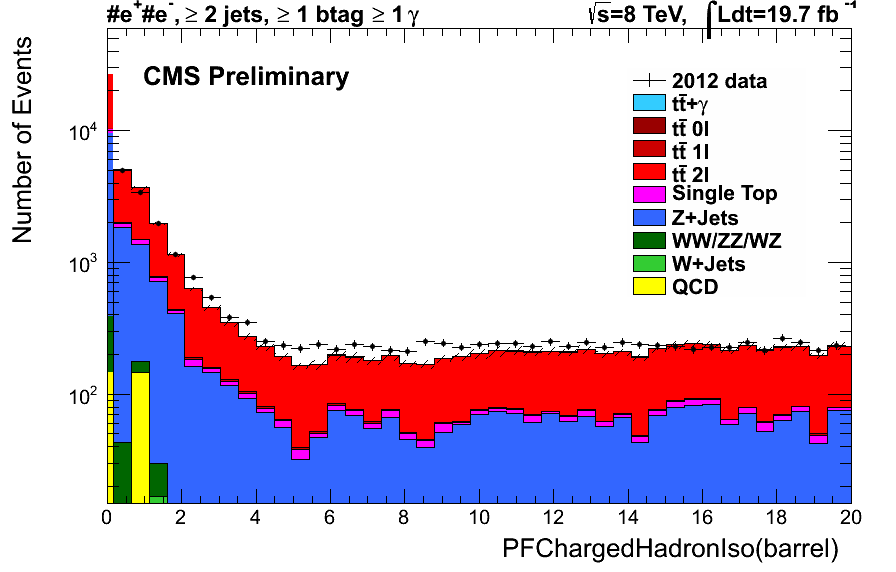 #e⁺#e⁻, ≥ 2 jets, ≥ 1 btag ≥ 1 γ √s=8 TeV, ∫Ldt=19.7 fb⁻¹
CMS Preliminary
2012 data
tt̄+γ
tt̄ 0l
tt̄ 1l
tt̄ 2l
Single Top
Z+Jets
WW/ZZ/WZ
W+Jets
QCD
Number of Events
10⁴
10³
10²
0 2 4 6 8 10 12 14 16 18 20
PFChargedHadronIso(barrel)